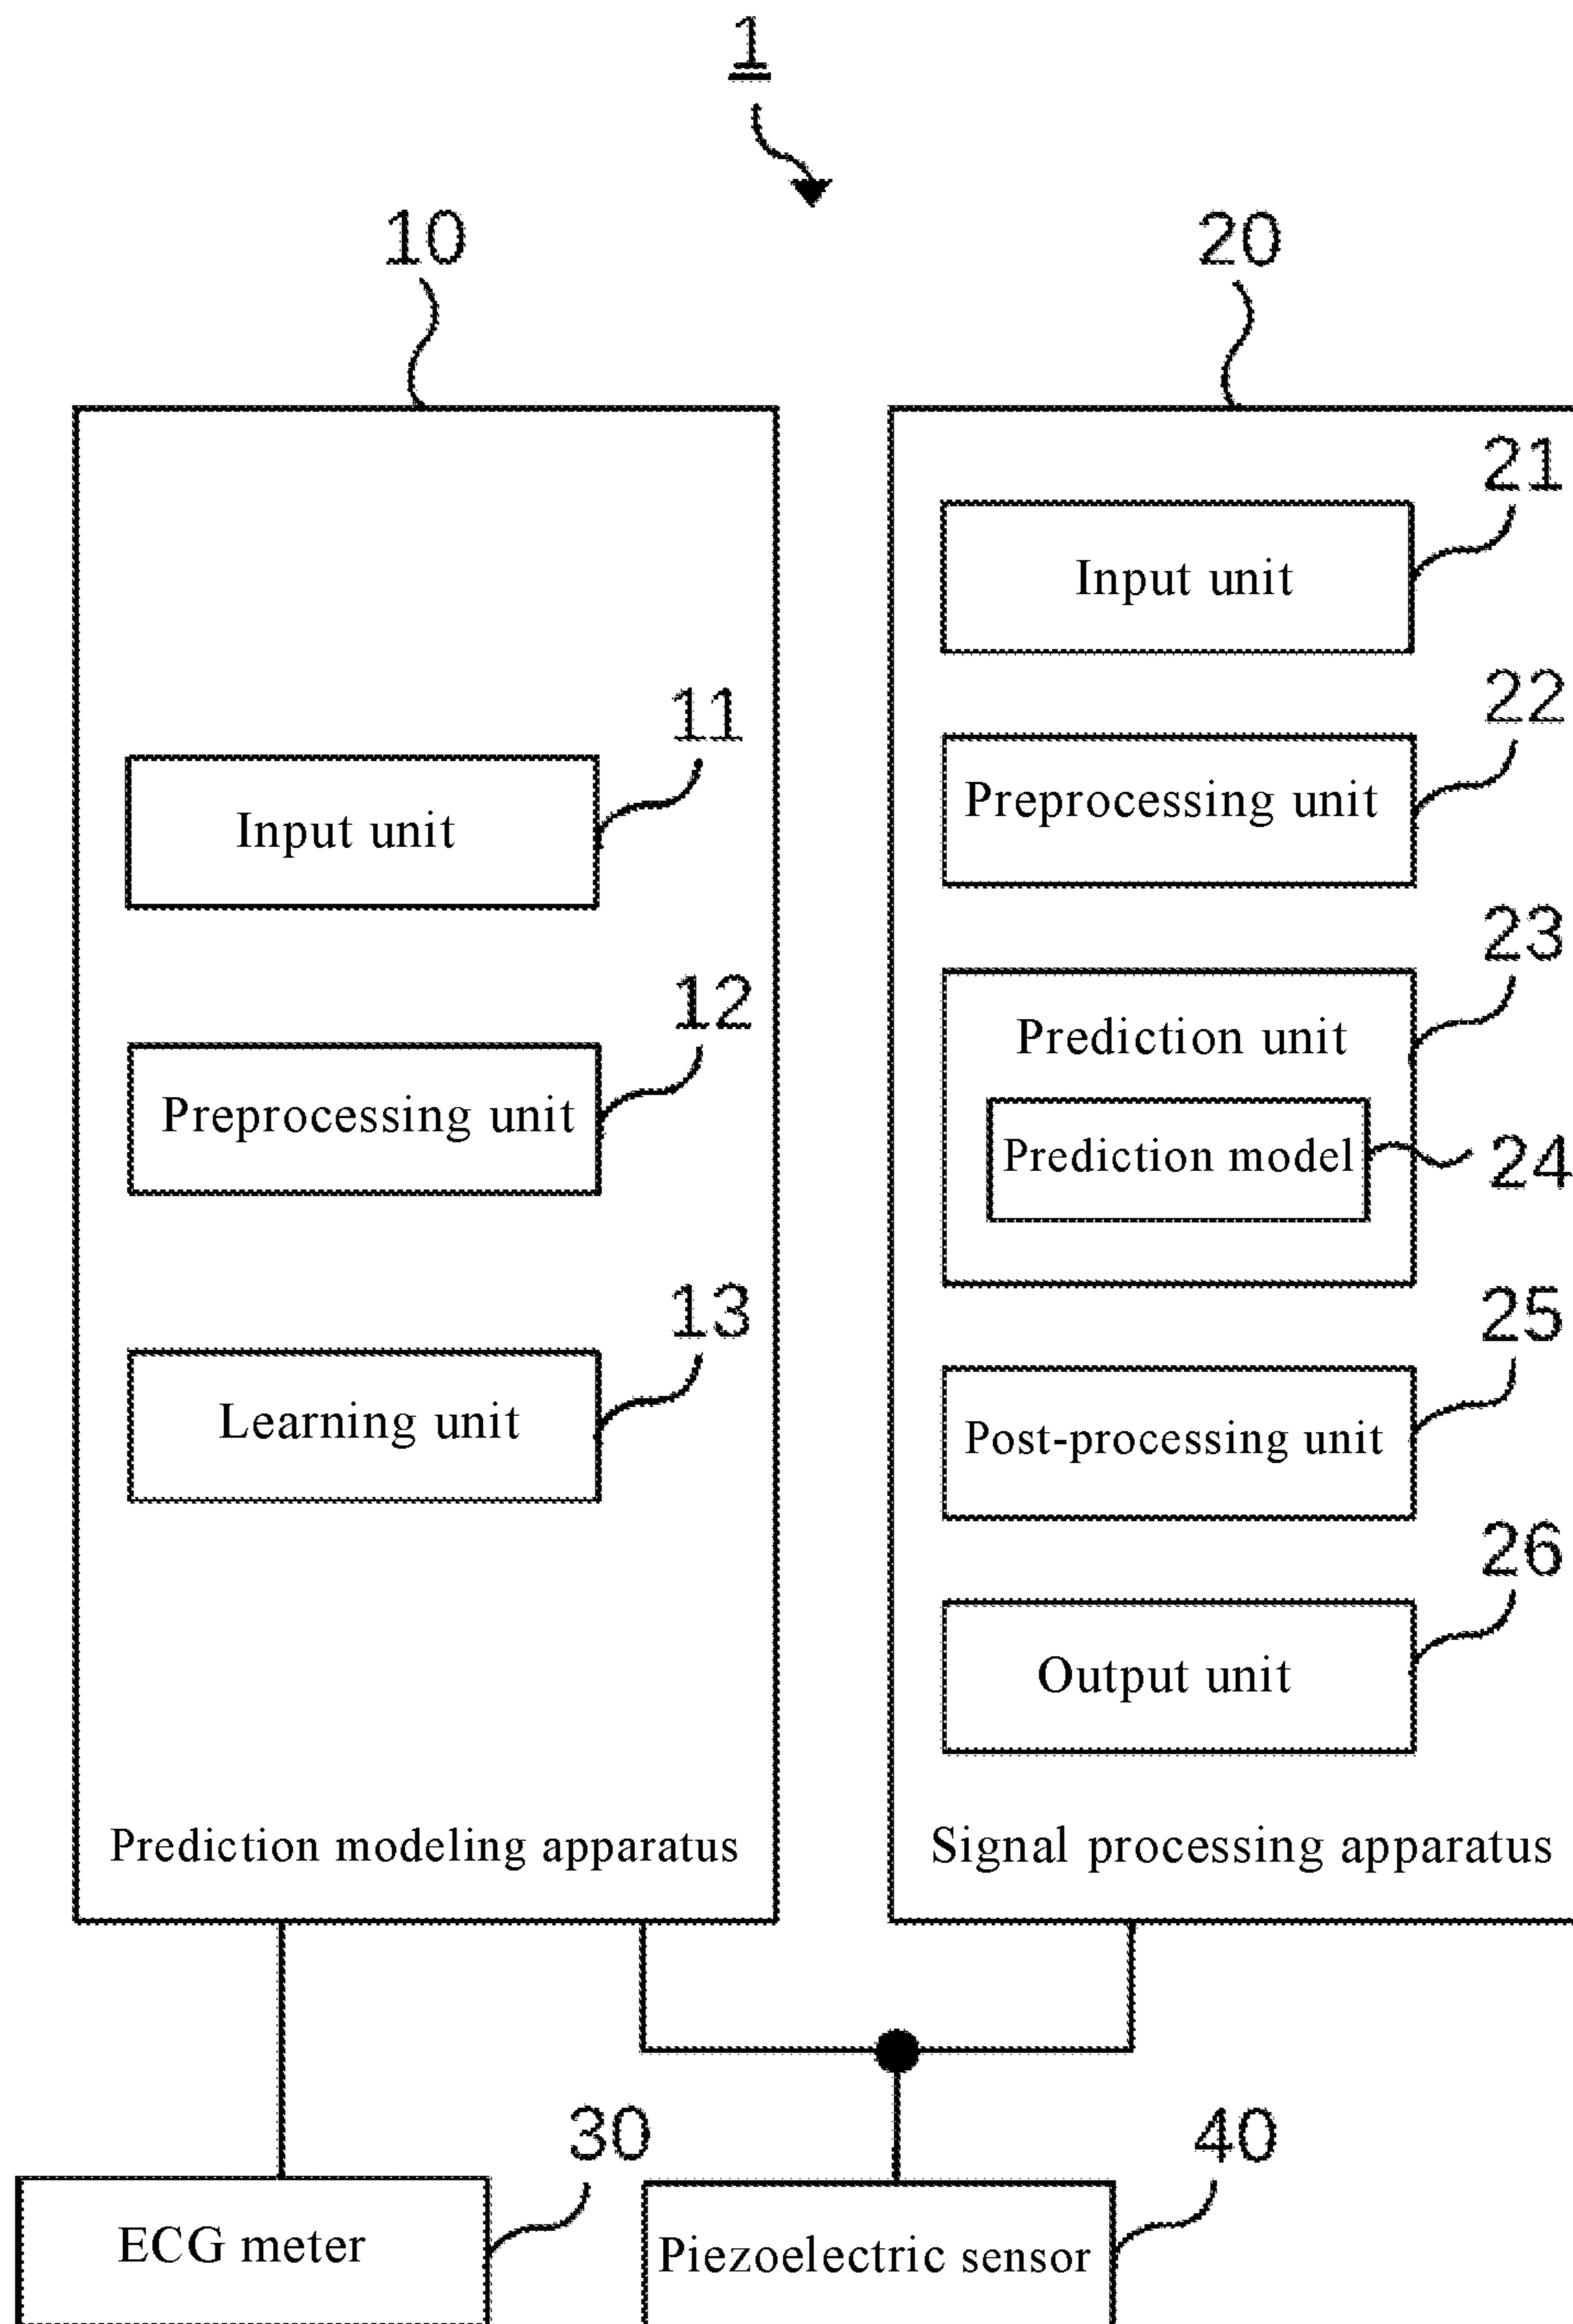 1
10
20
21
Input unit
22
11
Preprocessing unit
Input unit
23
12
Prediction unit
Preprocessing unit
Prediction model
24
13
25
Learning unit
Post-processing unit
26
Output unit
Prediction modeling apparatus
Signal processing apparatus
30
40
ECG meter
Piezoelectric sensor